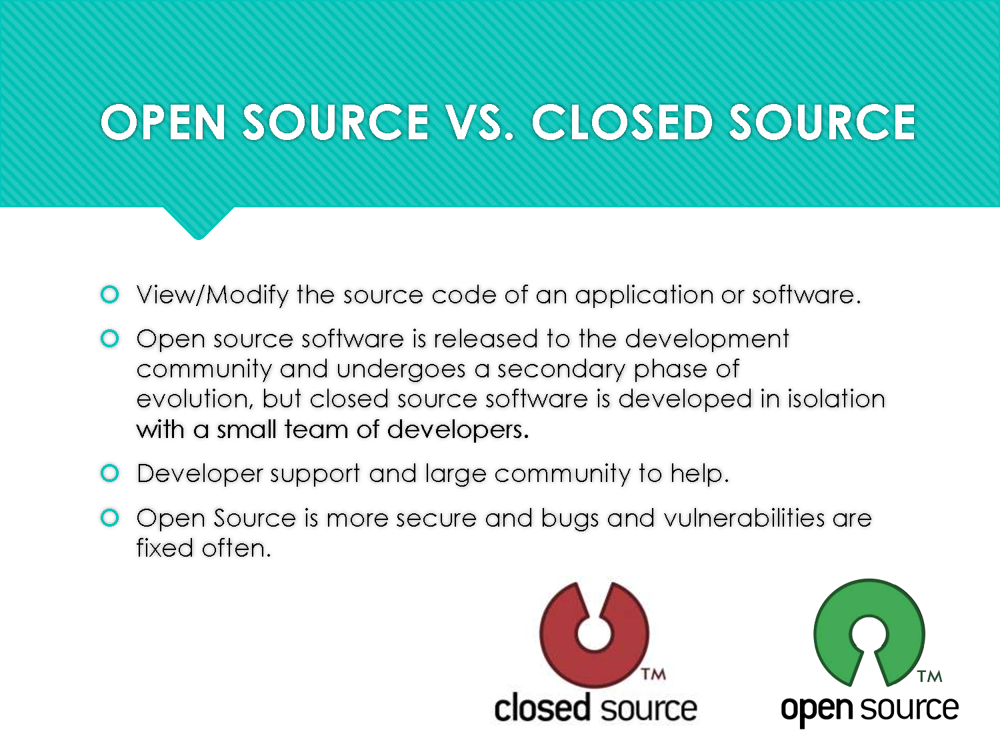 OPEN SOURCE VS. CLOSED SOURCE
View/Modify the source code of an application or software.
Open source software is released to the development
community and undergoes a secondary phase of
evolution, but closed source software is developed in isolation
with a small team of developers.
Developer support and large community to help.
Open Source is more secure and bugs and vulnerabilities are
fixed often.
TM
closed source
TM
open source